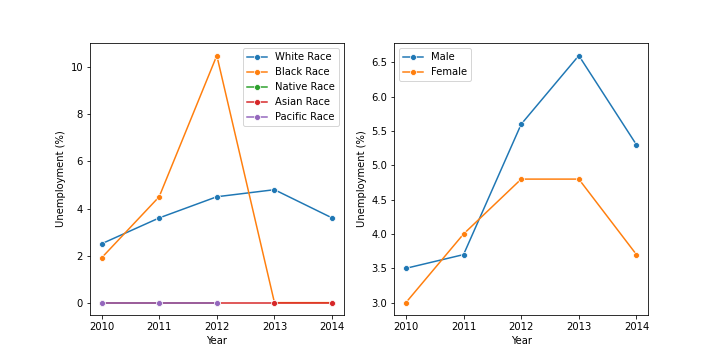 10
8
6
4
2
0
Unemployment (%)
2010 2011 2012 2013 2014
Year
White Race
Black Race
Native Race
Asian Race
Pacific Race
6.5
6.0
5.5
5.0
4.5
4.0
3.5
3.0
Unemployment (%)
2010 2011 2012 2013 2014
Year
Male
Female